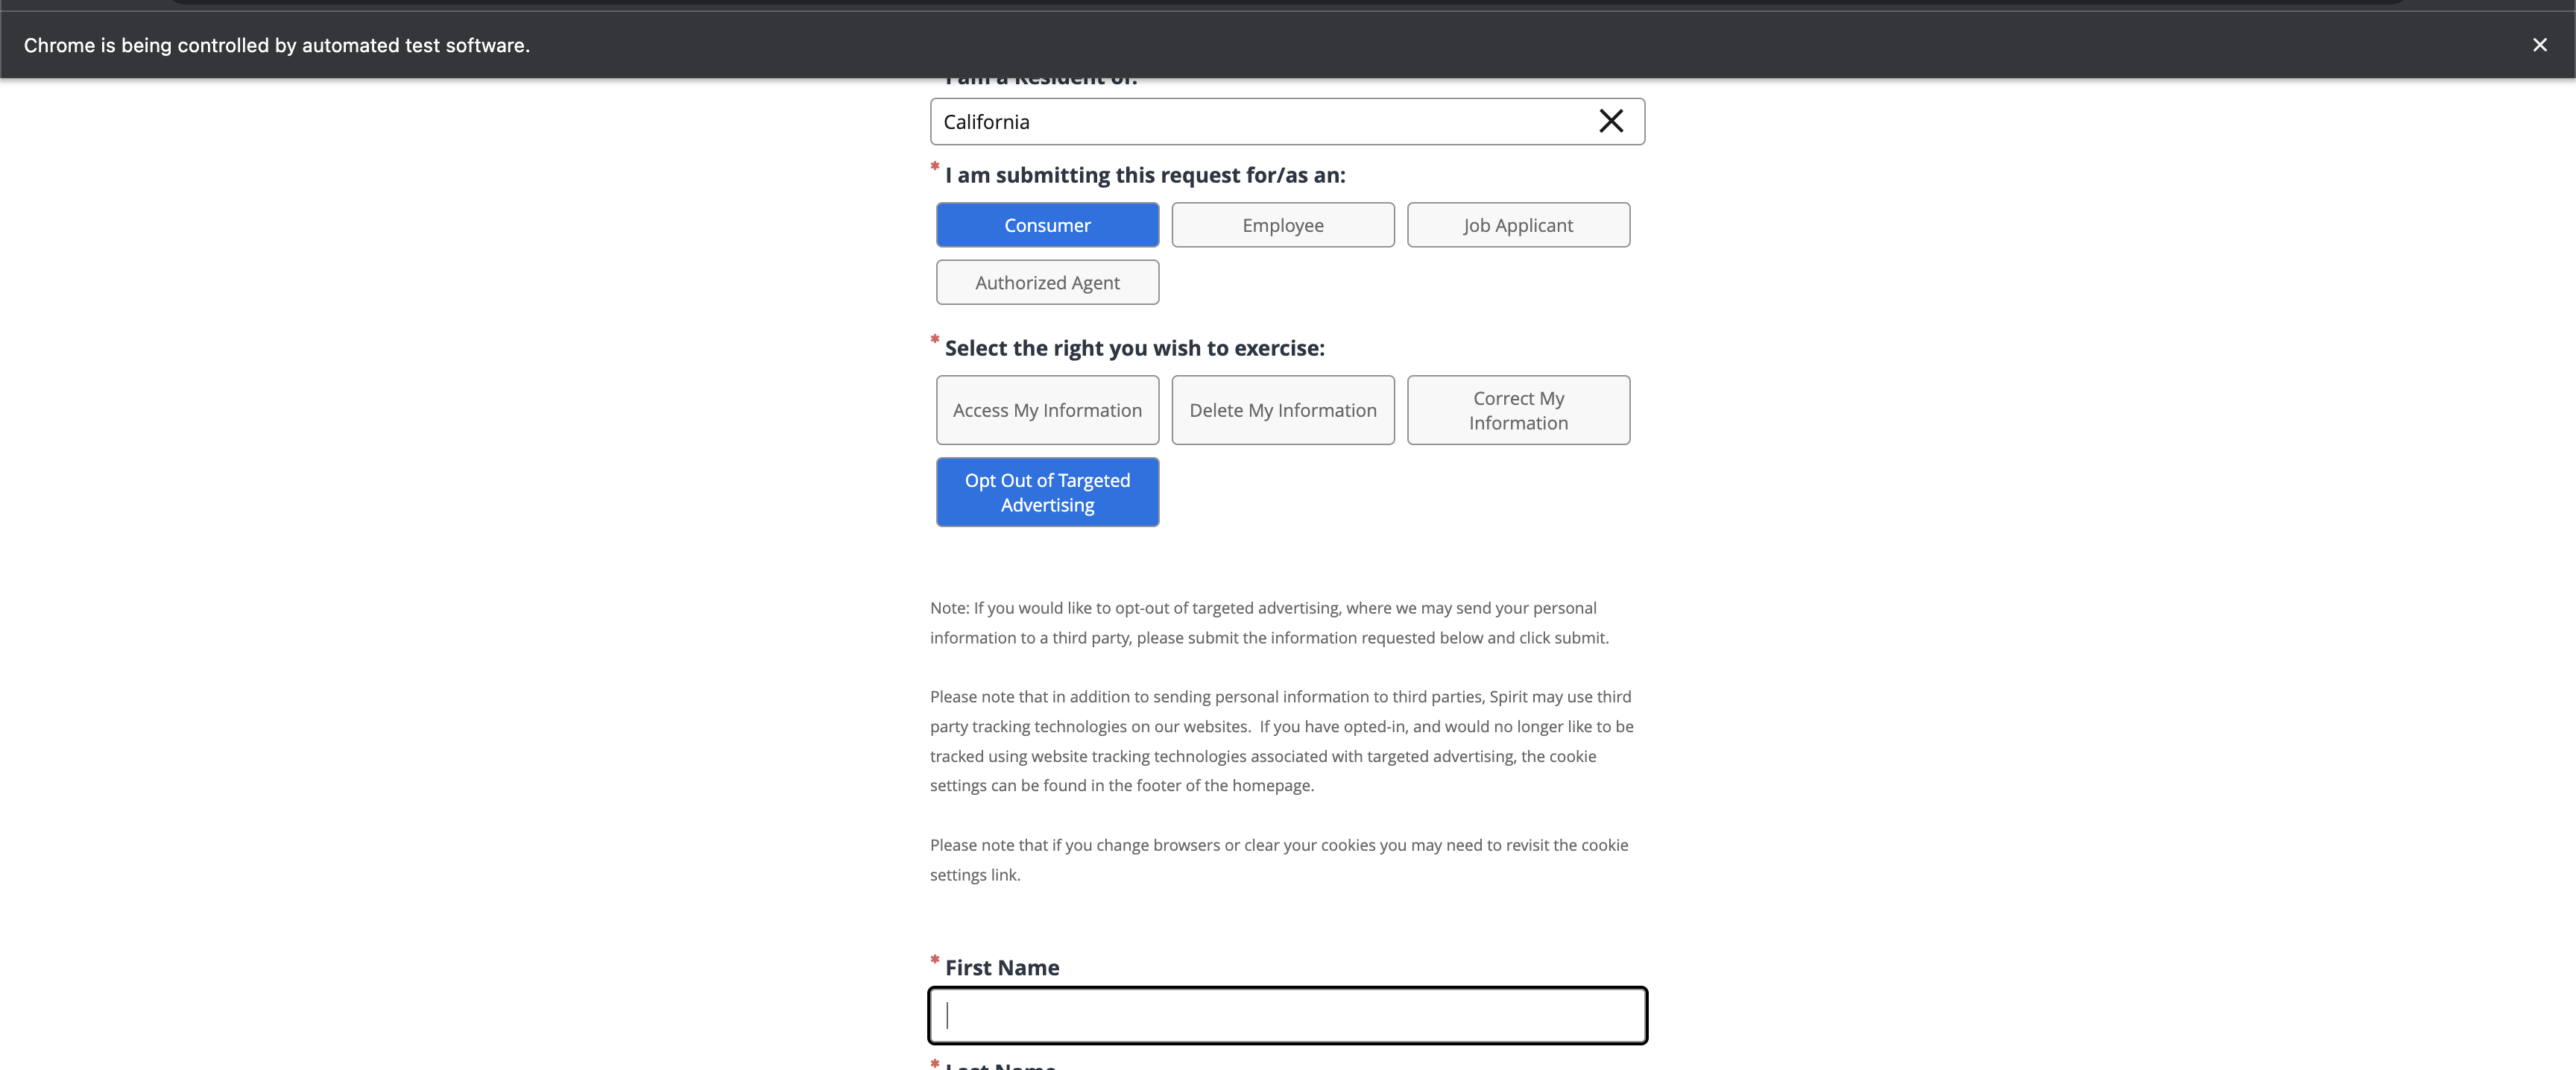 Chrome is being controlled by automated test software.
I am a Resident of:
California
* I am submitting this request for/as an:
Consumer
Employee
Job Applicant
Authorized Agent
* Select the right you wish to exercise:
Access My Information
Delete My Information
Correct My
Information
Opt Out of Targeted
Advertising
Note: If you would like to opt-out of targeted advertising, where we may send your personal
information to a third party, please submit the information requested below and click submit.
Please note that in addition to sending personal information to third parties, Spirit may use third
party tracking technologies on our websites.  If you have opted-in, and would no longer like to be
tracked using website tracking technologies associated with targeted advertising, the cookie
settings can be found in the footer of the homepage.
Please note that if you change browsers or clear your cookies you may need to revisit the cookie
settings link.
* First Name
* Last Name